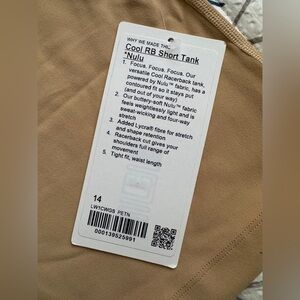 WHY WE MADE THIS
Cool RB Short Tank
*Nulu
1. Focus. Focus. Focus. Our
versatile Cool Racerback tank,
powered by Nulu™ fabric, has a
contoured fit so it stays put
(and out of your way)
2. Our buttery-soft Nulu™ fabric
feels weightlessly light and is
sweat-wicking and four-way
stretch
3. Added Lycra® fibre for stretch
and shape retention
4. Racerback cut gives your
shoulders full range of
movement
5. Tight fit, waist length
14
LW1CWGS PETN
000139525991